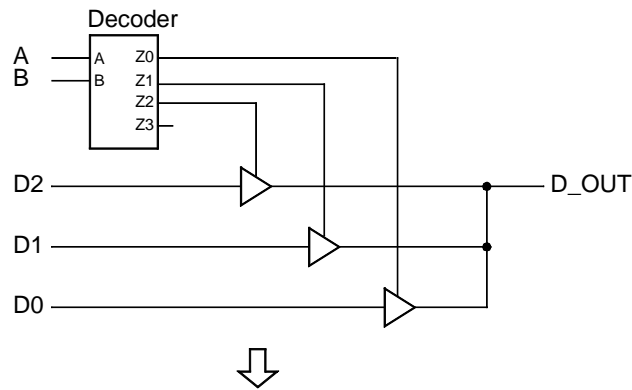 Decoder
A A Z0
B B Z1
Z2
Z3
D2 D_OUT
D1
D0